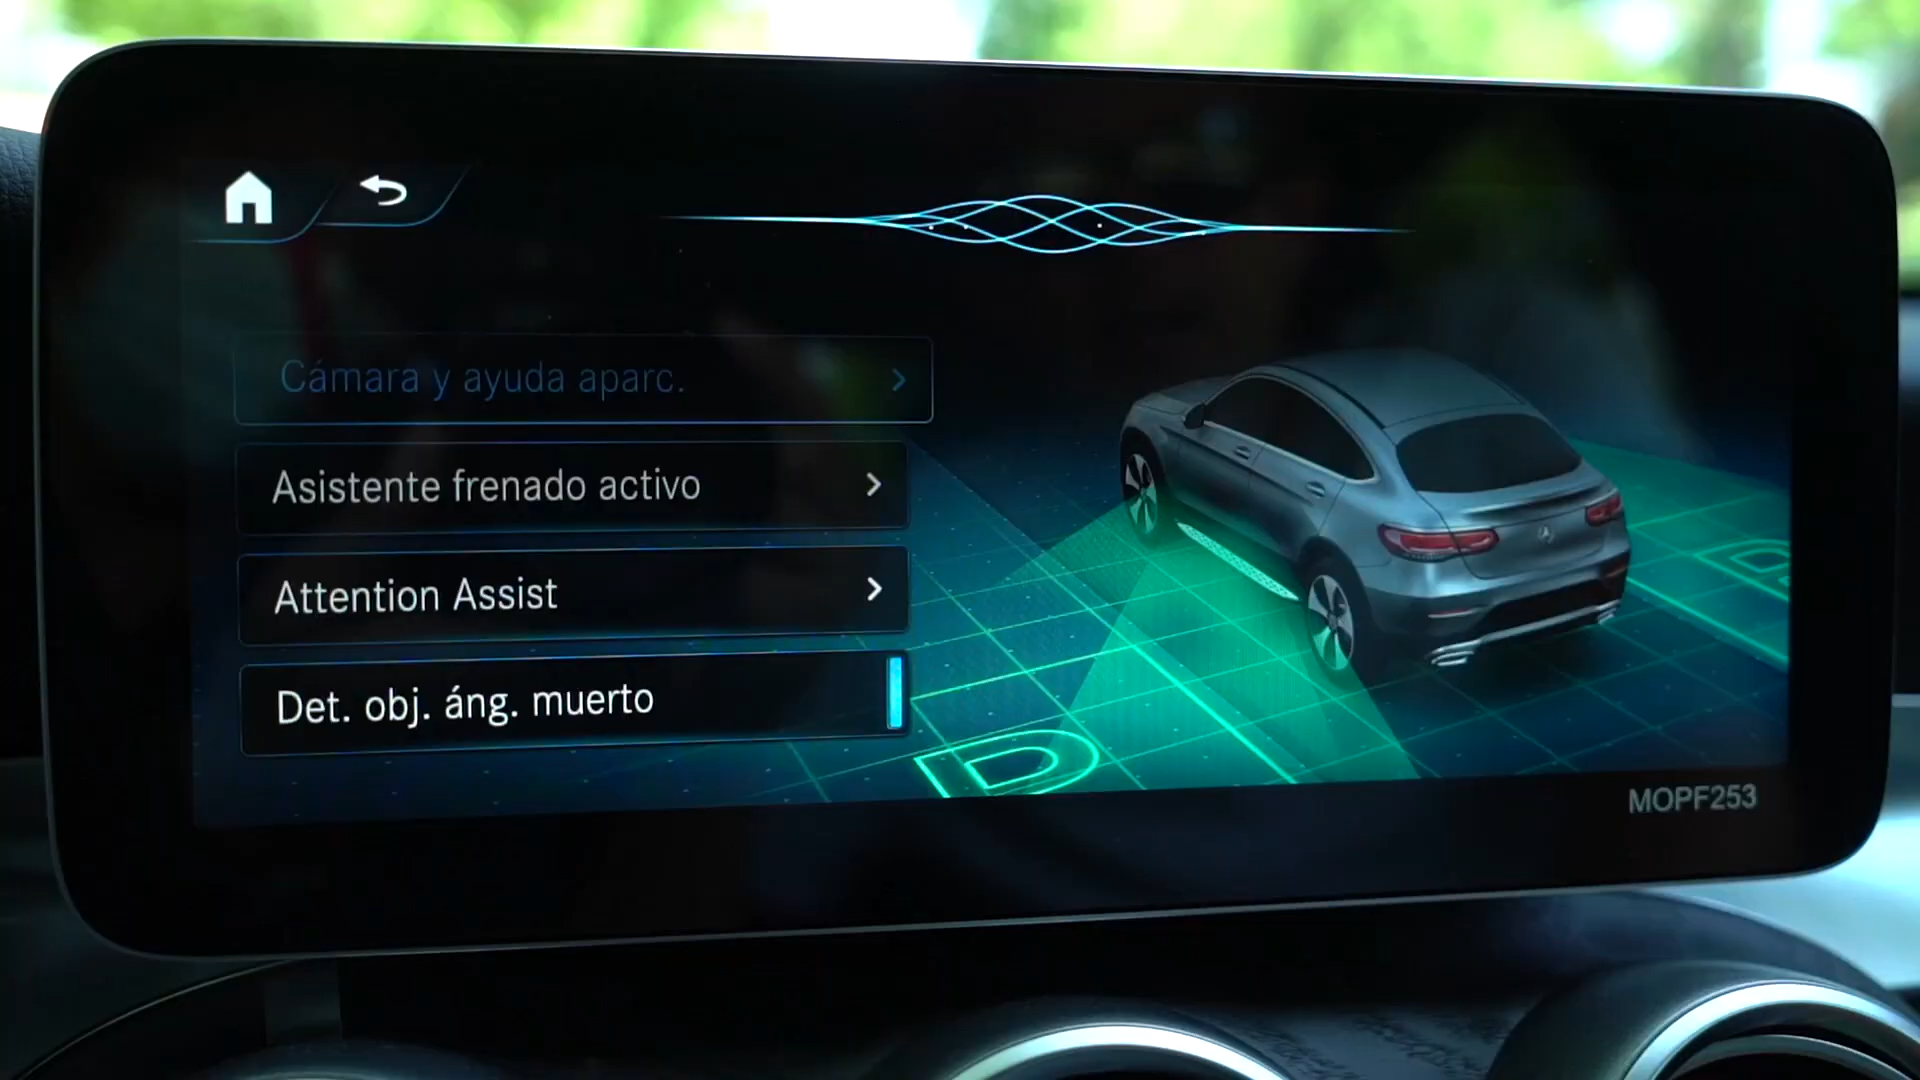 Cámara y ayuda aparc.
Asistente frenado activo
Attention Assist
Det. obj. áng. muerto
MOPF253